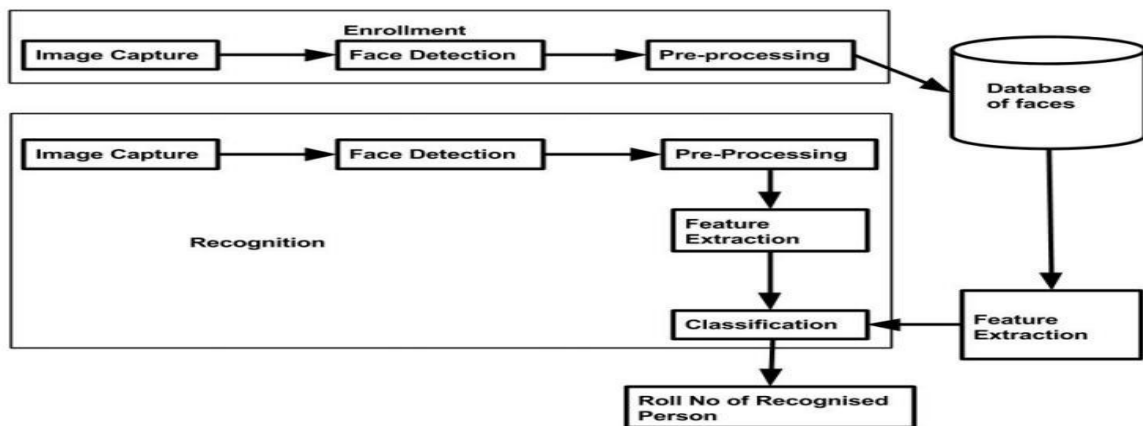 Enrollment
Image Capture
Face Detection
Pre-processing
Database
of faces
Image Capture
Face Detection
Pre-Processing
Feature
Extraction
Recognition
Classification
Feature
Extraction
Roll No of Recognised
Person